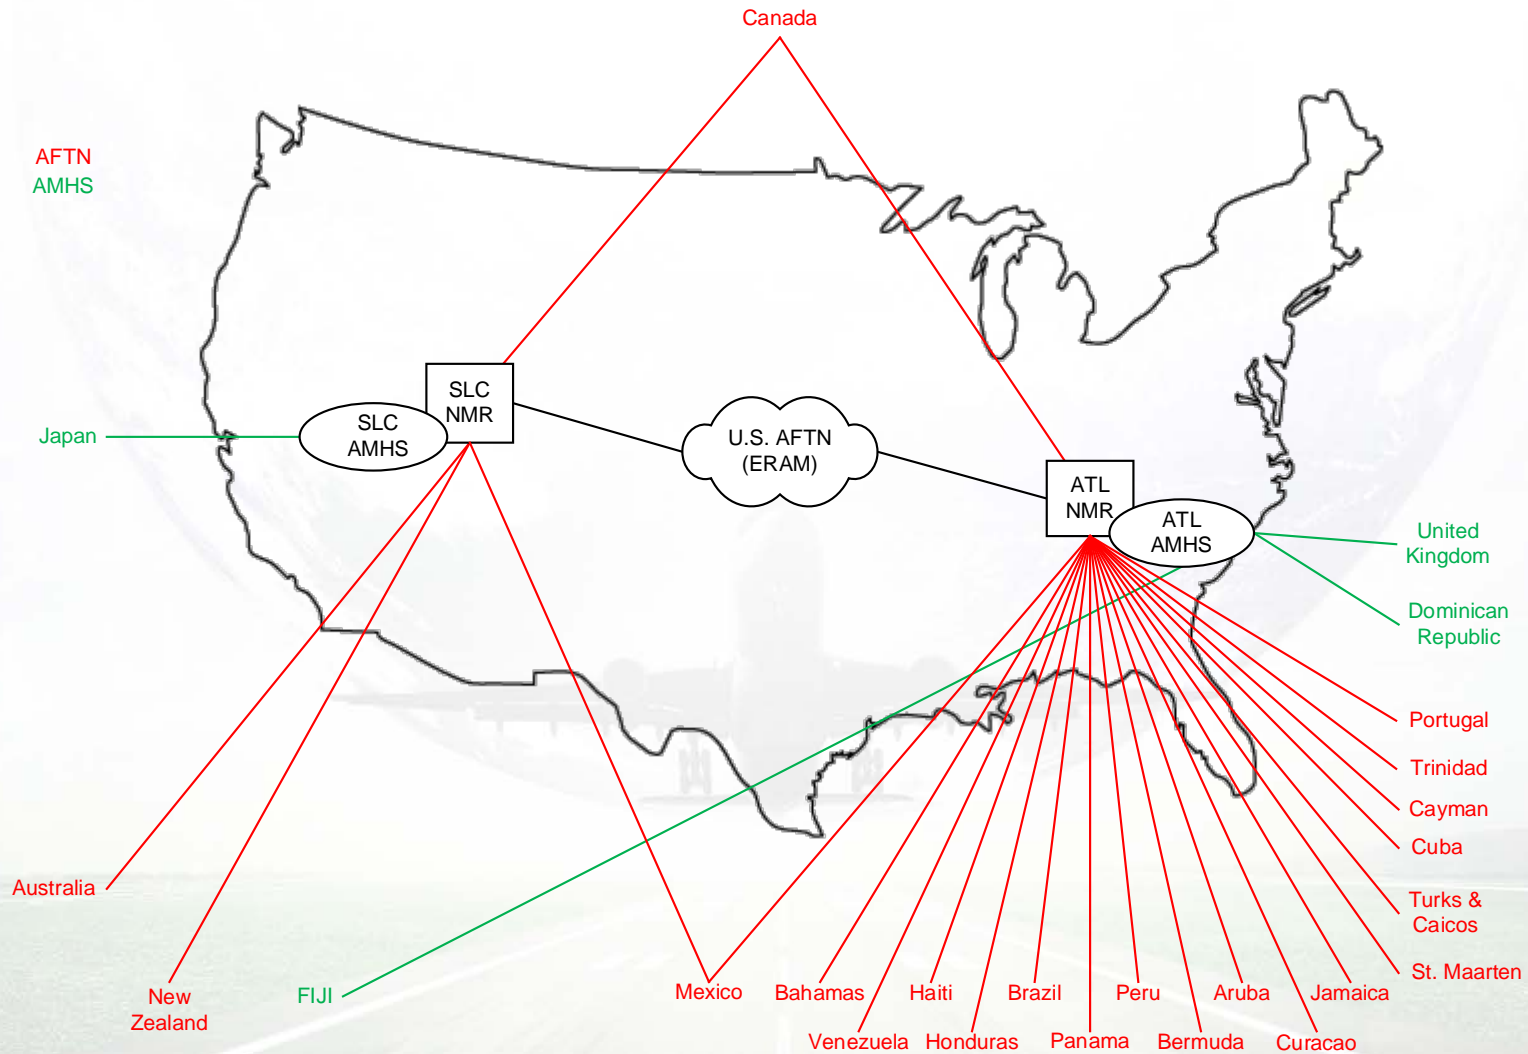 Canada
AFTN
AMHS
SLC
NMR
SLC
AMHS
Japan
U.S. AFTN
(ERAM)
ATL
NMR
ATL
AMHS
United
Kingdom
Dominican
Republic
Portugal
Trinidad
Cayman
Cuba
Turks &
Caicos
St. Maarten
Australia
New
Zealand
FIJI
Mexico
Bahamas
Haiti
Brazil
Peru
Aruba
Jamaica
Venezuela
Honduras
Panama
Bermuda
Curacao